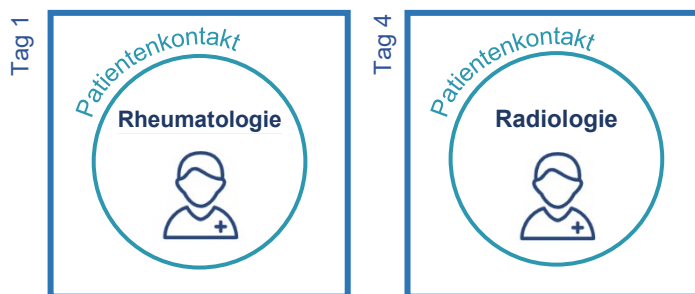 Tag 1
Patientenkontakt
Rheumatologie
Tag 4
Patientenkontakt
Radiologie